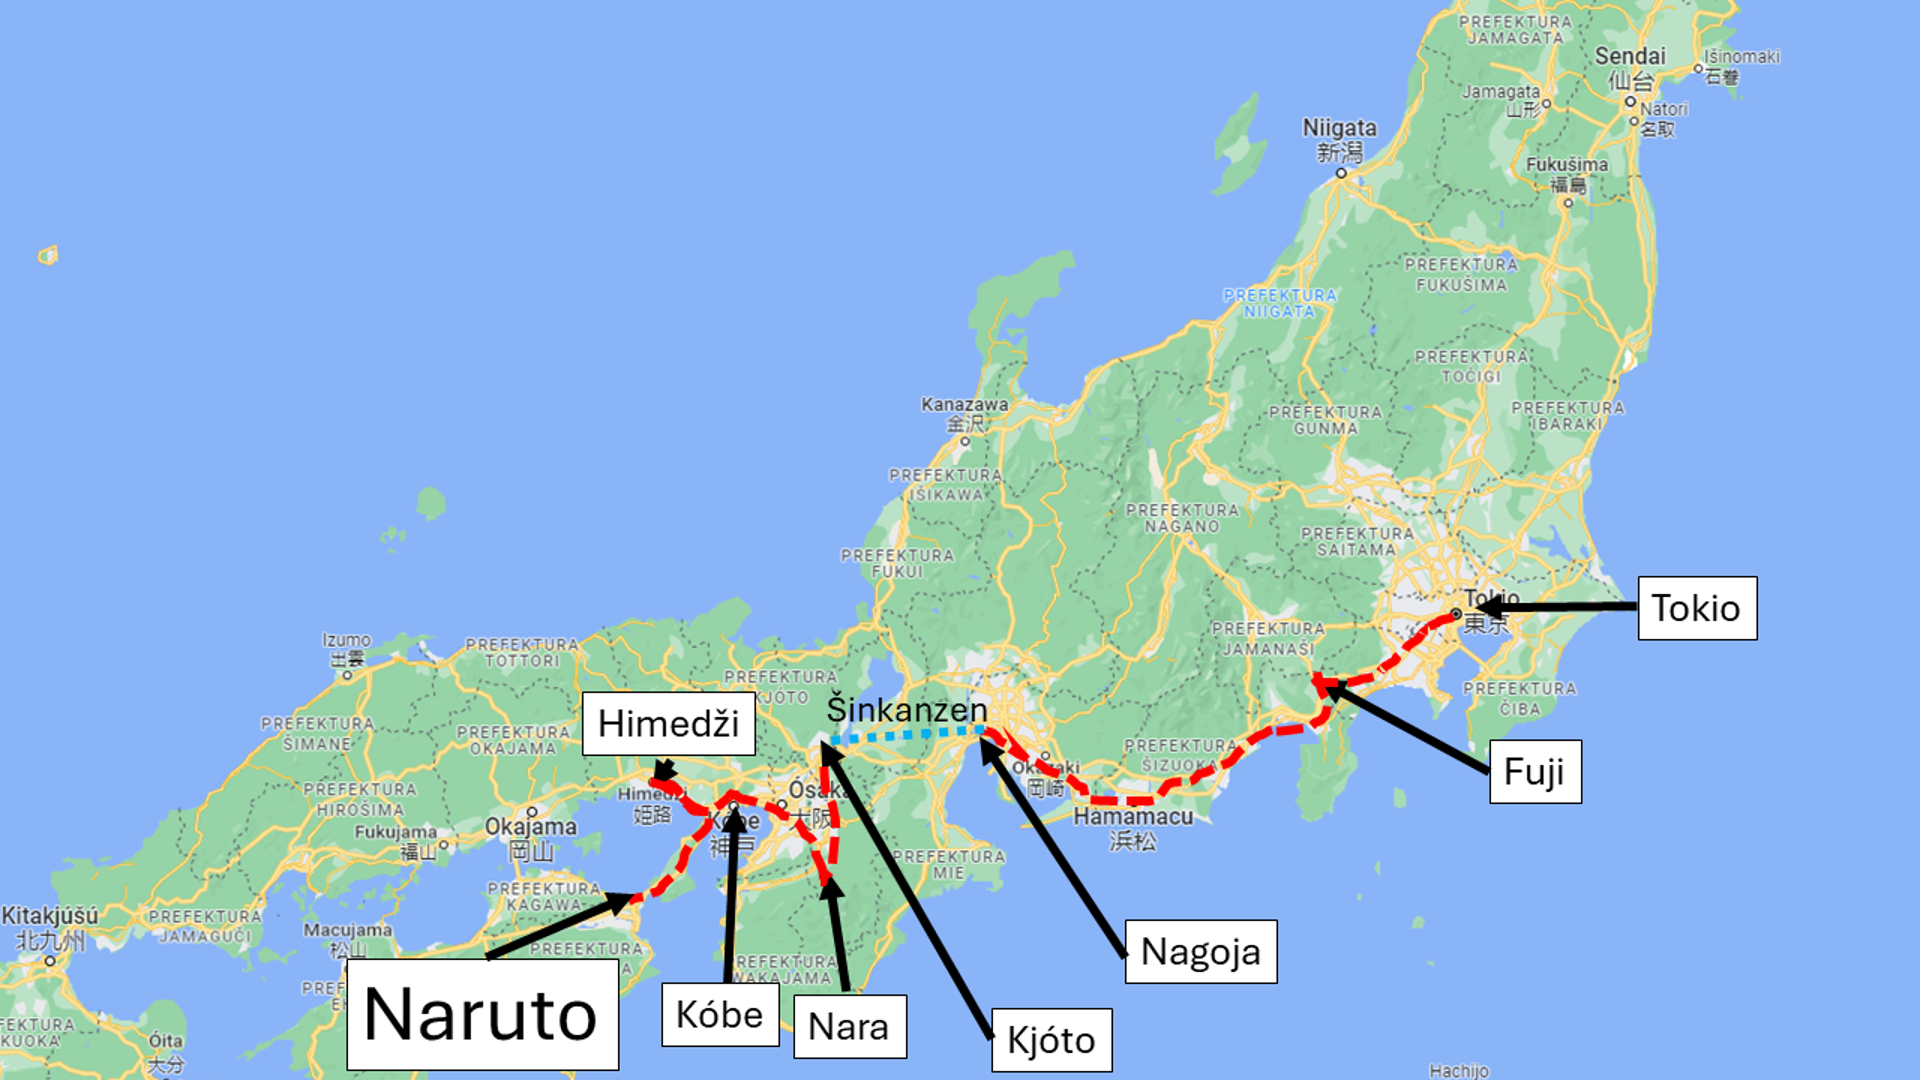 PREFEKTURA
JAMAGATA
Sendai
仙台
Išinomaki
石巻
Jamagata
山形
Natori
名取
Niigata
新潟
Fukušima
福島
PREFEKTURA
FUKUŠIMA
PREFEKTURA
NIIGATA
PREFEKTURA
TOČIGI
Kanazawa
金沢
PREFEKTURA
GUNMA
PREFEKTURA
IBARAKI
PREFEKTURA
IŠIKAWA
PREFEKTURA
NAGANO
PREFEKTURA
SAITAMA
PREFEKTURA
FUKUI
Tokio
東京
Tokio
Izumo
出雲
PREFEKTURA
TOTTORI
PREFEKTURA
JAMANAŠI
PREFEKTURA
KJÓTO
PREFEKTURA
ČIBA
Himedži
Šinkanzen
PREFEKTURA
ŠIMANE
PREFEKTURA
OKAJAMA
PREFEKTURA
ŠIZUOKA
Okazaki
岡崎
Fuji
Himedži
姫路
Ósaka
大阪
PREFEKTURA
HIROŠIMA
Kóbe
神戸
Hamamacu
浜松
Okajama
岡山
Fukujama
福山
PREFEKTURA
MIE
PREFEKTURA
KAGAWA
Kitakjúšú
北九州
PREFEKTURA
JAMAGUČI
Macujama
松山
PREFEKTURA
PREFEKTURA
WAKAJAMA
Nagoja
Naruto
Kóbe
Nara
Kjóto
Óita
大分
Hachijo